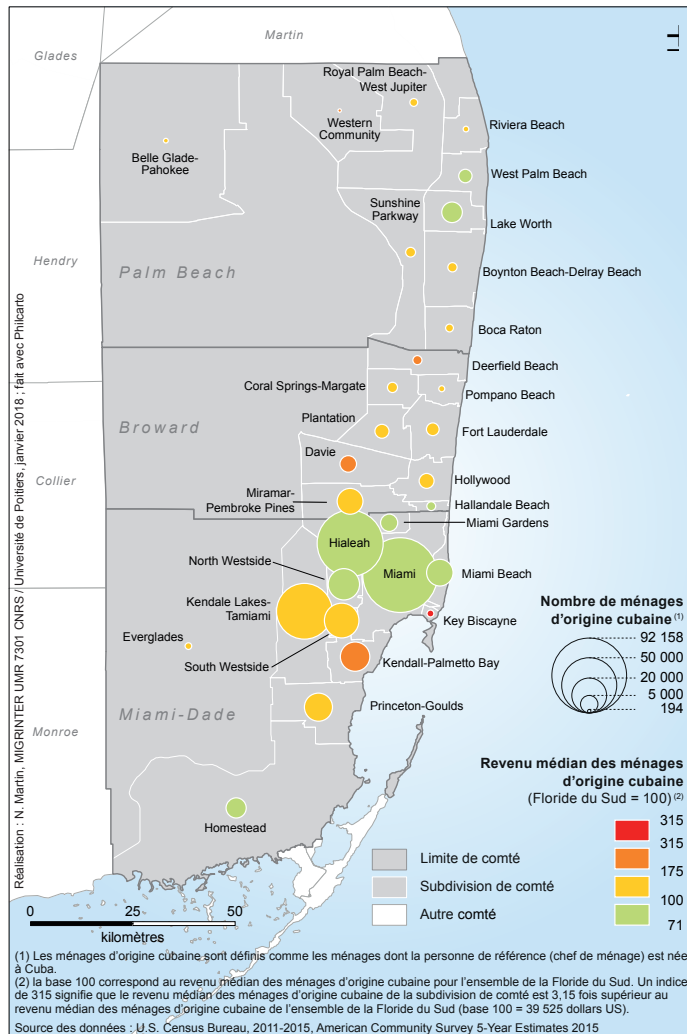 Martin
Glades
Royal Palm Beach-
West Jupiter
Western
Community
Riviera Beach
Belle Glade-
Pahokee
West Palm Beach
Sunshine
Parkway
Lake Worth
Hendry
Palm Beach
Boynton Beach-Delray Beach
Boca Raton
Deerfield Beach
Coral Springs-Margate
Pompano Beach
Plantation
Broward
Fort Lauderdale
Davie
Collier
Hollywood
Miramar-
Pembroke Pines
Hallandale Beach
Miami Gardens
Hialeah
North Westside
Miami
Miami Beach
Kendale Lakes-
Tamiami
Key Biscayne
Everglades
South Westside
Kendall-Palmetto Bay
Miami-Dade
Princeton-Goulds
Monroe
Homestead
Nombre de ménages
d'origine cubaine (1)
92 158
50 000
20 000
5 000
194
Revenu médian des ménages
d'origine cubaine
(Floride du Sud = 100) (2)
315
315
175
100
71
Limite de comté
Subdivision de comté
Autre comté
0 25 50
kilomètres
Réalisation : N. Martin, MIGRINTER UMR 7301 CNRS / Université de Poitiers, janvier 2018 ; fait avec Philcarto
(1) Les ménages d'origine cubaine sont définis comme les ménages dont la personne de référence (chef de ménage) est née
à Cuba.
(2) la base 100 correspond au revenu médian des ménages d'origine cubaine pour l'ensemble de la Floride du Sud. Un indice
de 315 signifie que le revenu médian des ménages d'origine cubaine de la subdivision de comté est 3,15 fois supérieur au
revenu médian des ménages d'origine cubaine de l'ensemble de la Floride du Sud (base 100 = 39 525 dollars US).
Source des données : U.S. Census Bureau, 2011-2015, American Community Survey 5-Year Estimates 2015